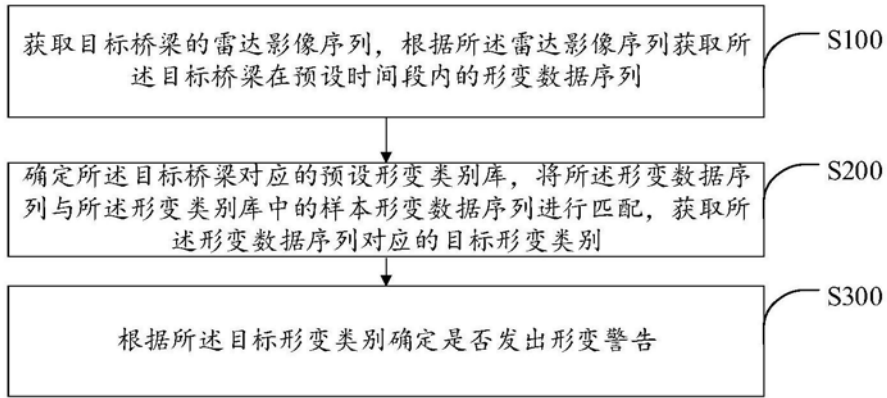 获取目标桥梁的雷达影像序列，根据所述雷达影像序列获取所
述目标桥梁在预设时间段内的形变数据序列
S100
确定所述目标桥梁对应的预设形变类别库，将所述形变数据序
列与所述形变类别库中的样本形变数据序列进行匹配，获取所
述形变数据序列对应的目标形变类别
S200
根据所述目标形变类别确定是否发出形变警告
S300